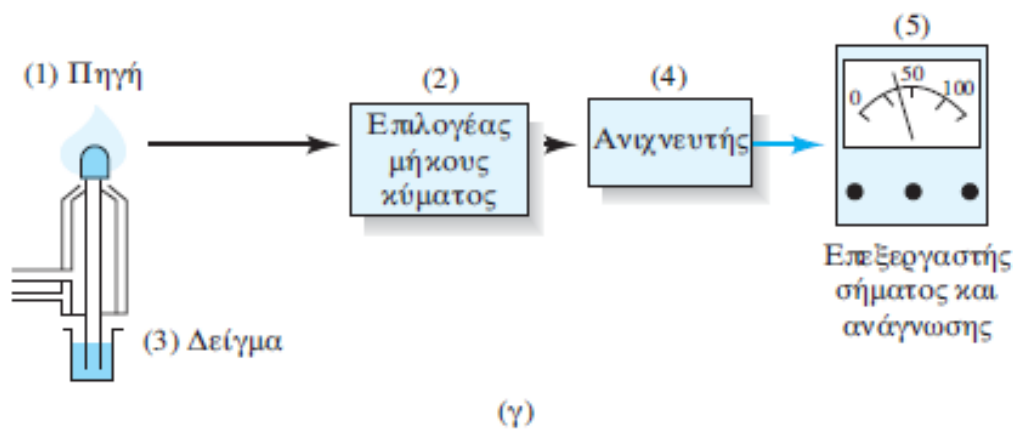 (1) Πηγή
(2)
Επιλογέας
μήκους
κύματος
(4)
Ανιχνευτής
(5)
0 50 100
Επεξεργαστής
σήματος και
ανάγνωσης
(3) Δείγμα
(γ)